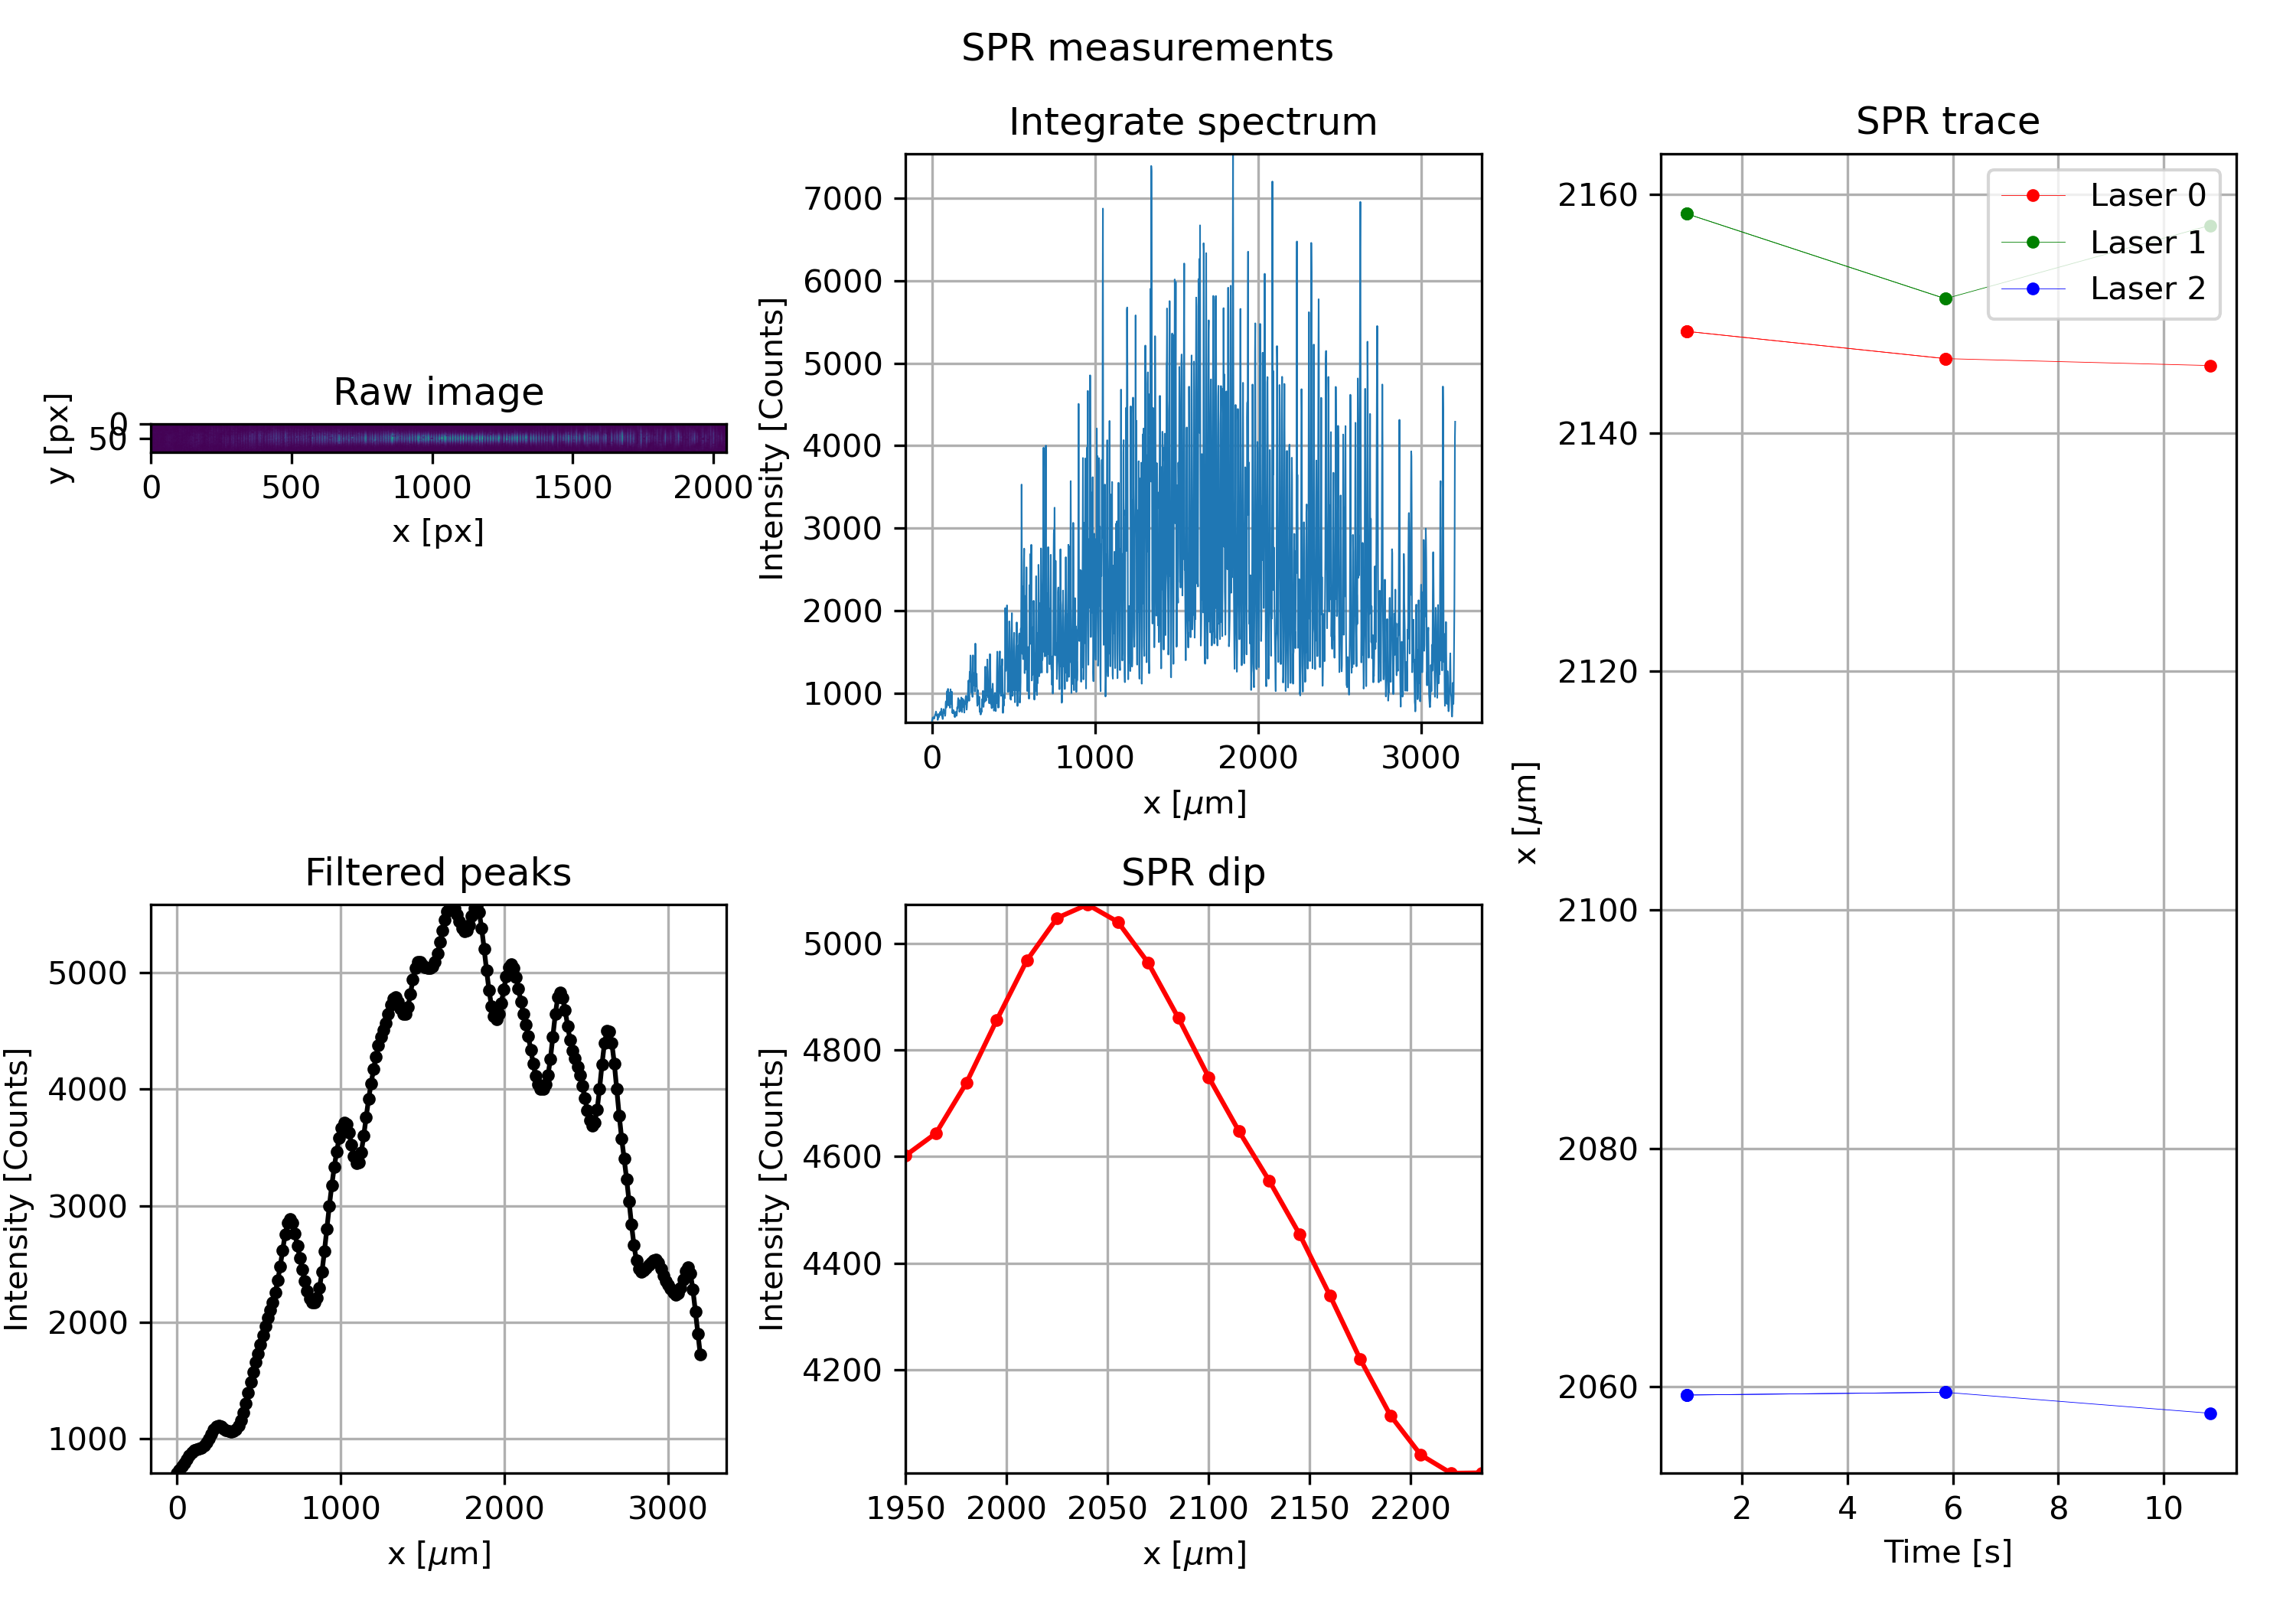 SPR measurements
Raw image
y [px]
0
50
0 500 1000 1500 2000
x [px]
Integrate spectrum
Intensity [Counts]
7000
6000
5000
4000
3000
2000
1000
0 1000 2000 3000
x [μm]
SPR trace
x [μm]
2160
2140
2120
2100
2080
2060
Laser 0
Laser 1
Laser 2
2 4 6 8 10
Time [s]
Filtered peaks
Intensity [Counts]
5000
4000
3000
2000
1000
0 1000 2000 3000
x [μm]
SPR dip
Intensity [Counts]
5000
4800
4600
4400
4200
1950 2000 2050 2100 2150 2200
x [μm]